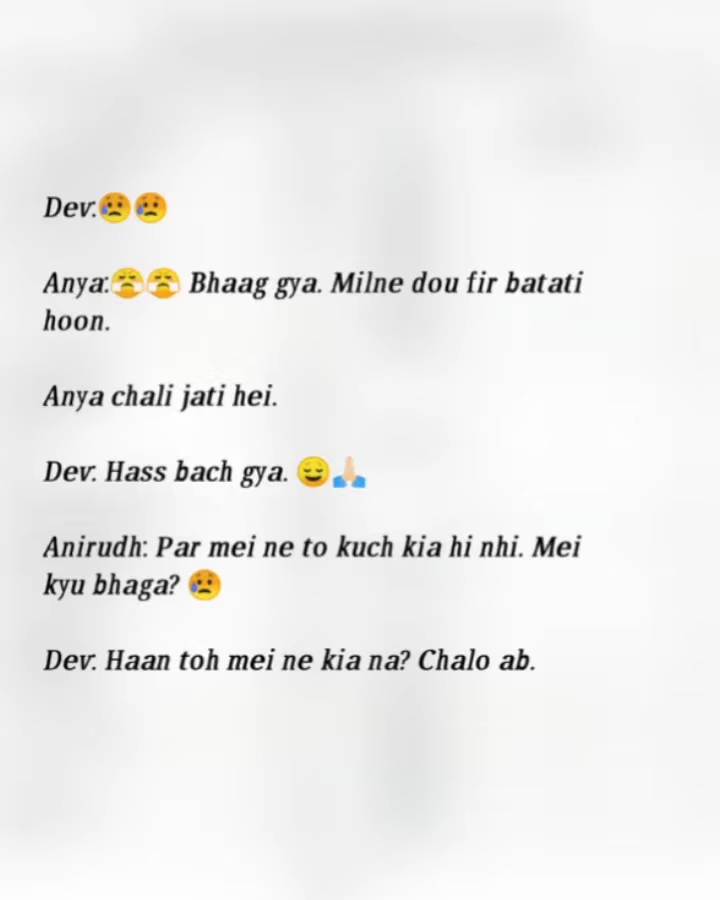 Dev:😥😥
Anya:😤😤 Bhaag gya. Milne dou fir batati
hoon.
Anya chali jati hei.
Dev: Hass bach gya. 😌🙏🏼
Anirudh: Par mei ne to kuch kia hi nhi. Mei
kyu bhaga? 😥
Dev: Haan toh mei ne kia na? Chalo ab.